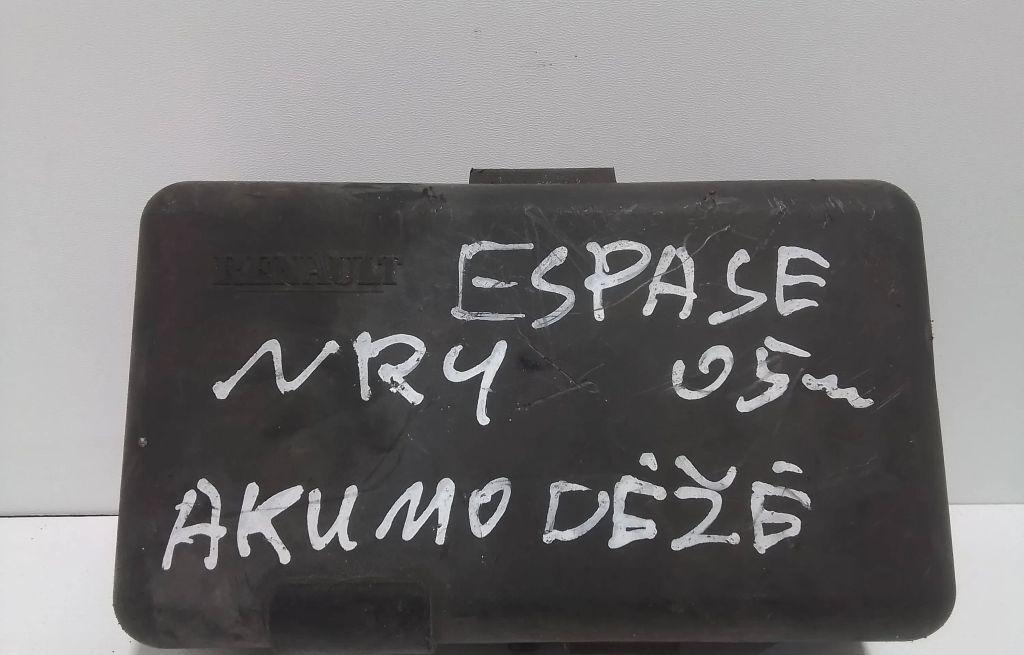 RENAULT
ESPASE
NR4 05m
AKUMO DĖŽĖ